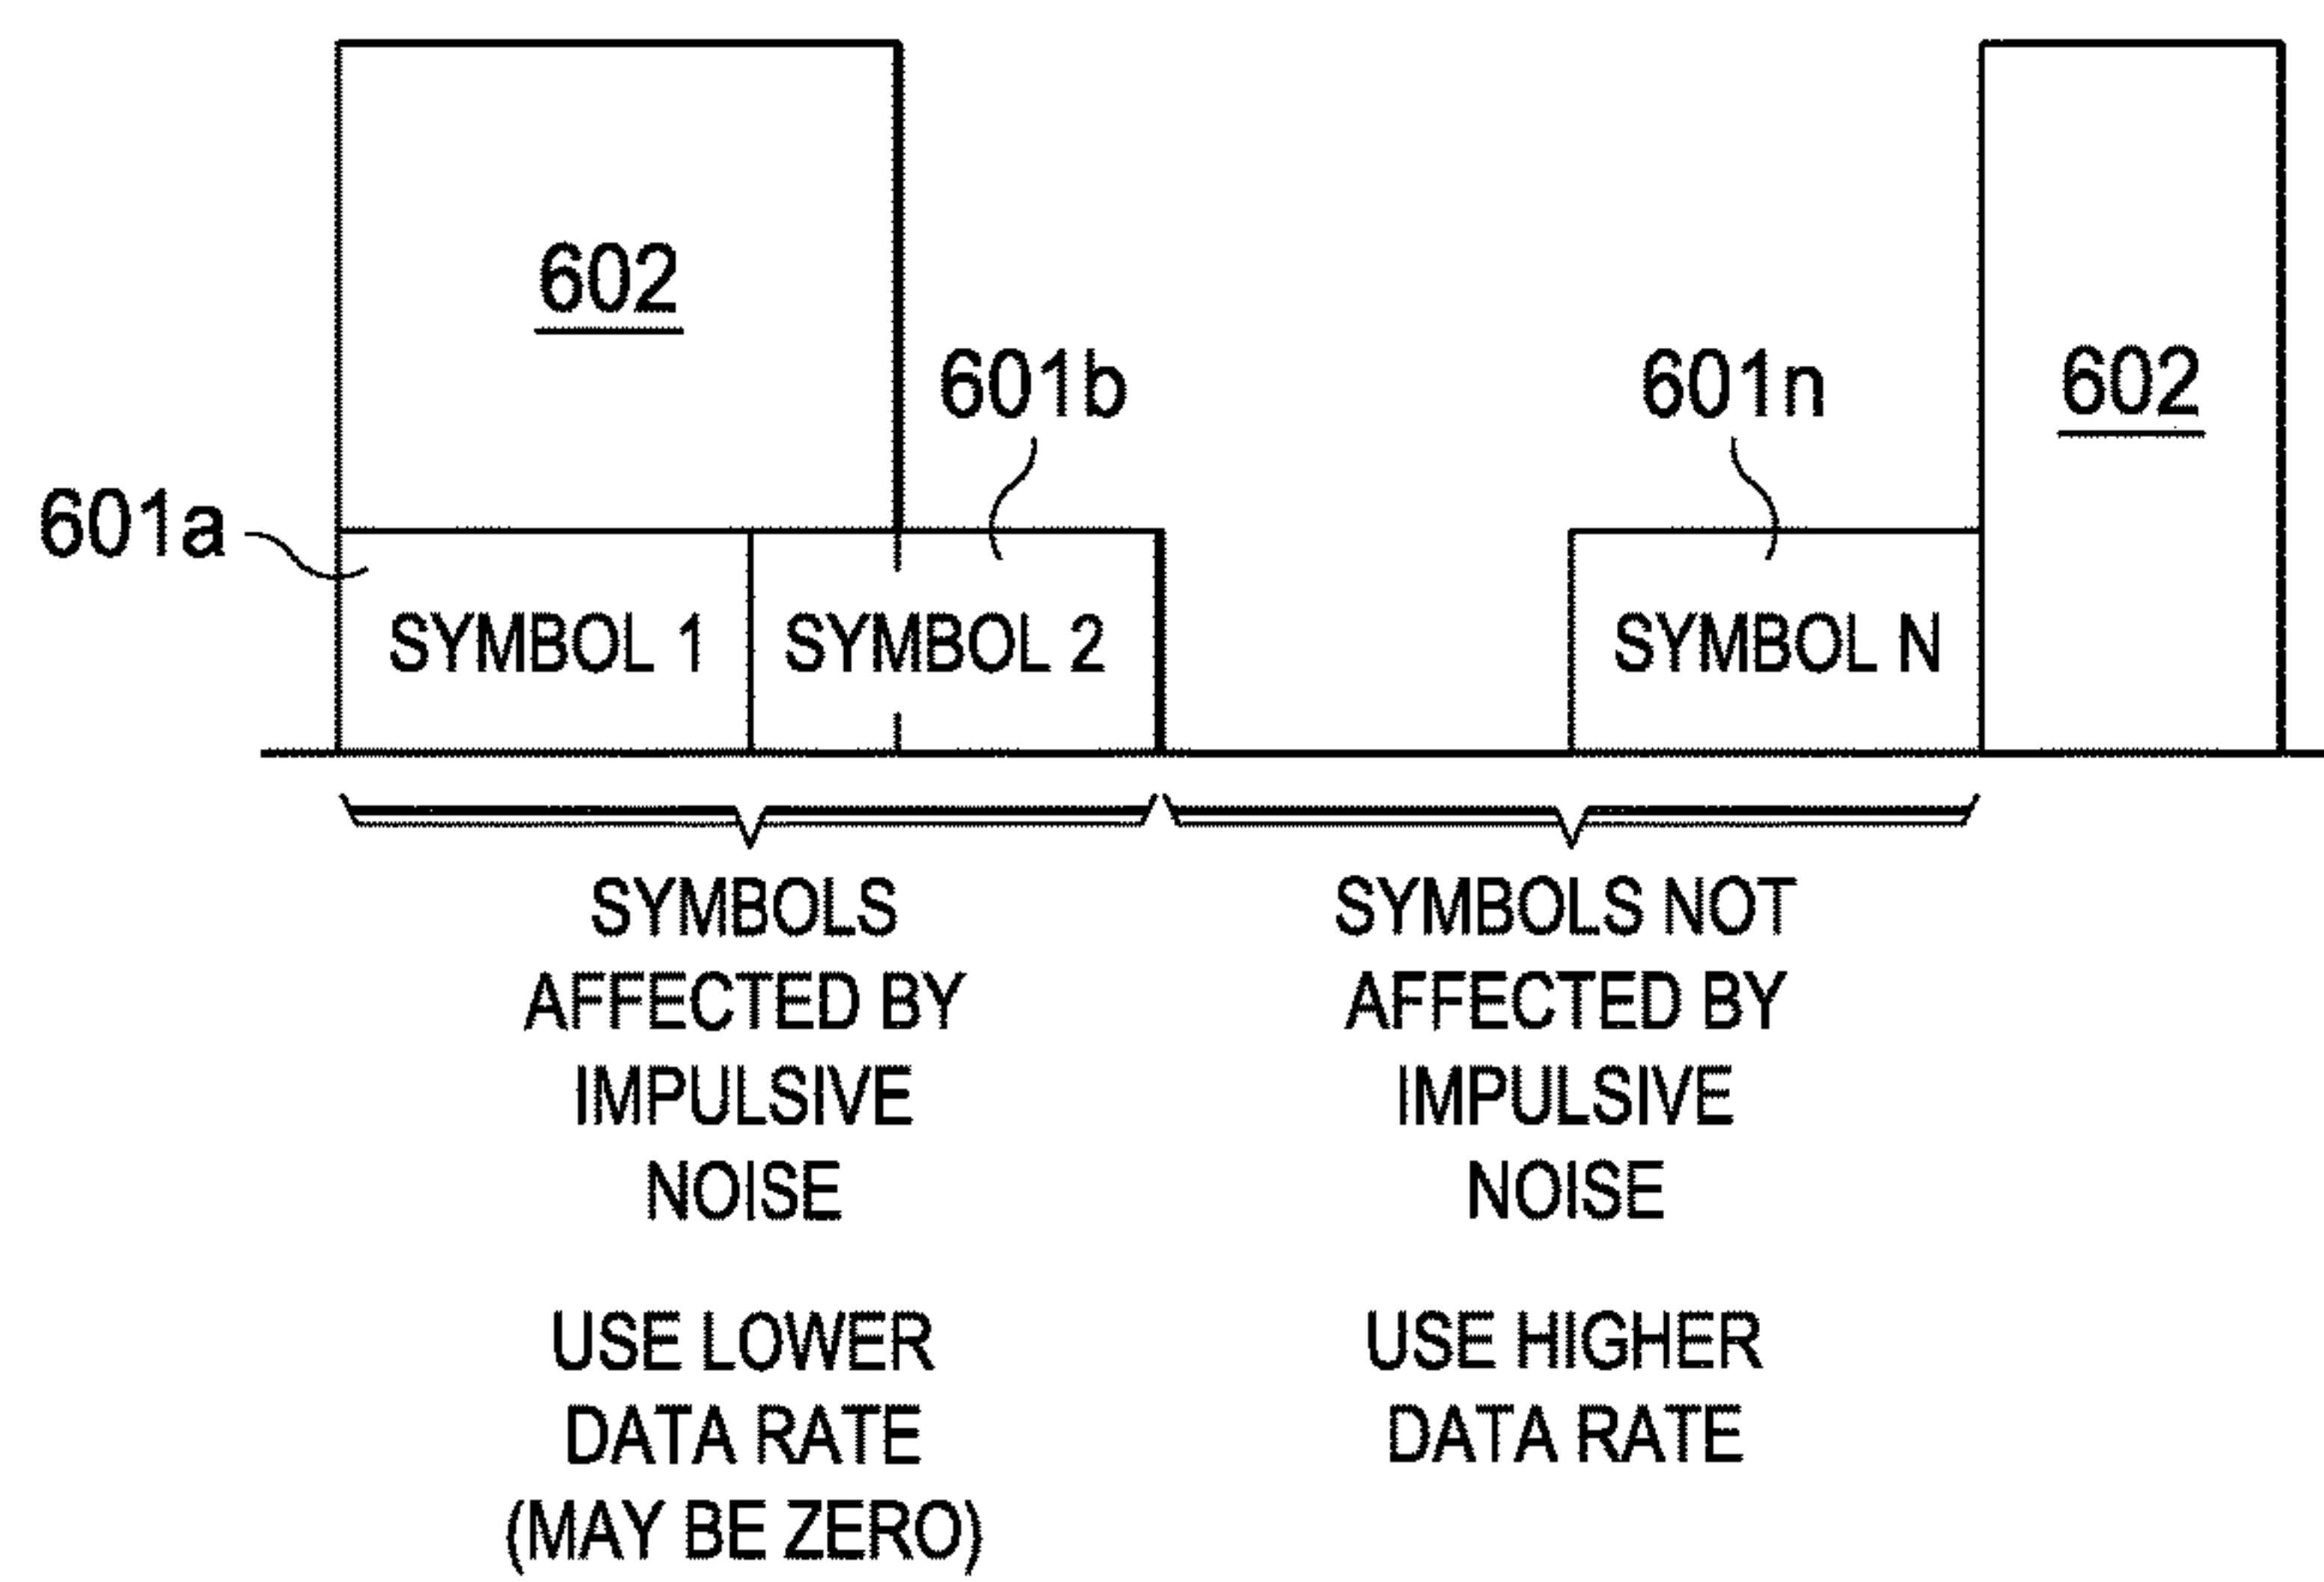 602
601b
601n
602
601a
SYMBOL 1
SYMBOL 2
SYMBOL N
SYMBOLS
AFFECTED BY
IMPULSIVE
NOISE
USE LOWER
DATA RATE
(MAY BE ZERO)
SYMBOLS NOT
AFFECTED BY
IMPULSIVE
NOISE
USE HIGHER
DATA RATE